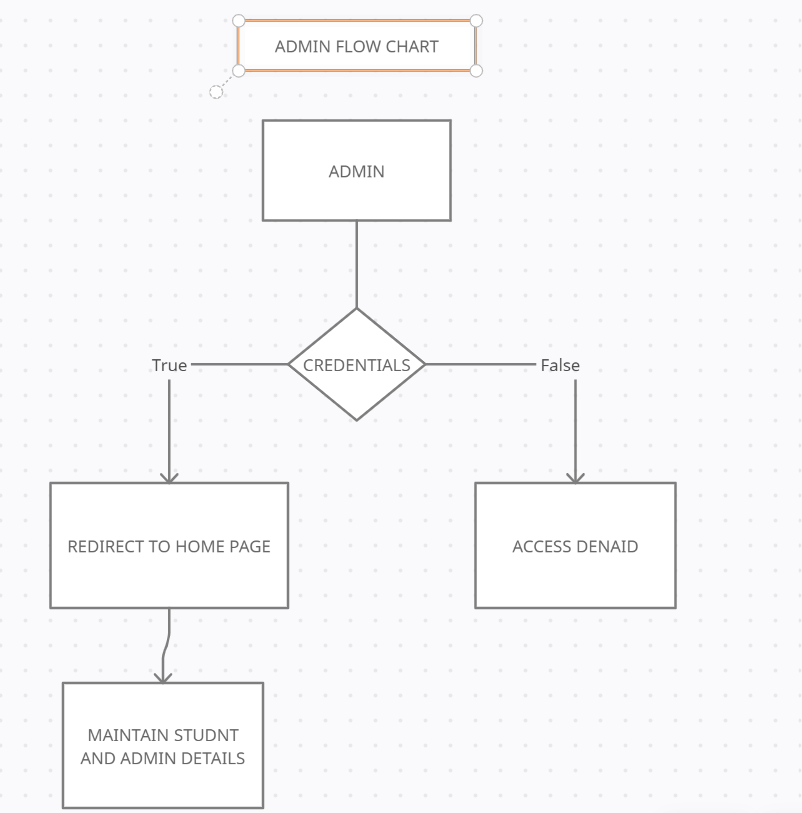 ADMIN FLOW CHART
ADMIN
CREDENTIALS
True
False
REDIRECT TO HOME PAGE
ACCESS DENAID
MAINTAIN STUDNT
AND ADMIN DETAILS